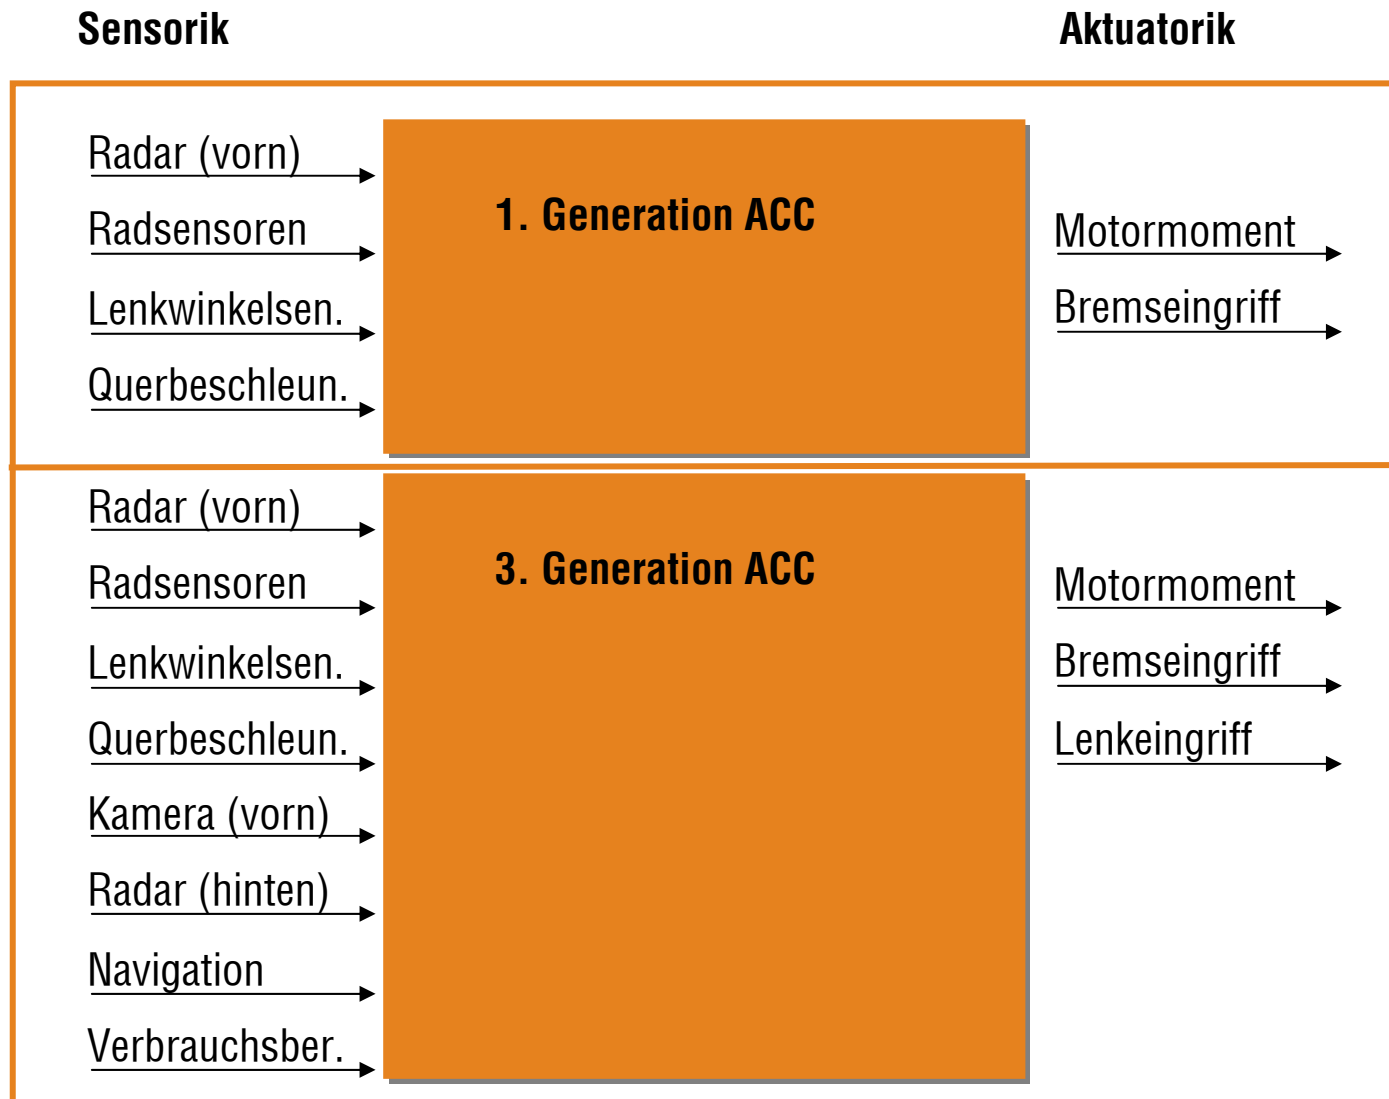 Sensorik
Aktuatorik
Radar (vorn)
Radsensoren
Lenkwinkelsen.
Querbeschleun.
1. Generation ACC
Motormoment
Bremseingriff
Radar (vorn)
Radsensoren
Lenkwinkelsen.
Querbeschleun.
Kamera (vorn)
Radar (hinten)
Navigation
Verbrauchsber.
3. Generation ACC
Motormoment
Bremseingriff
Lenkeingriff